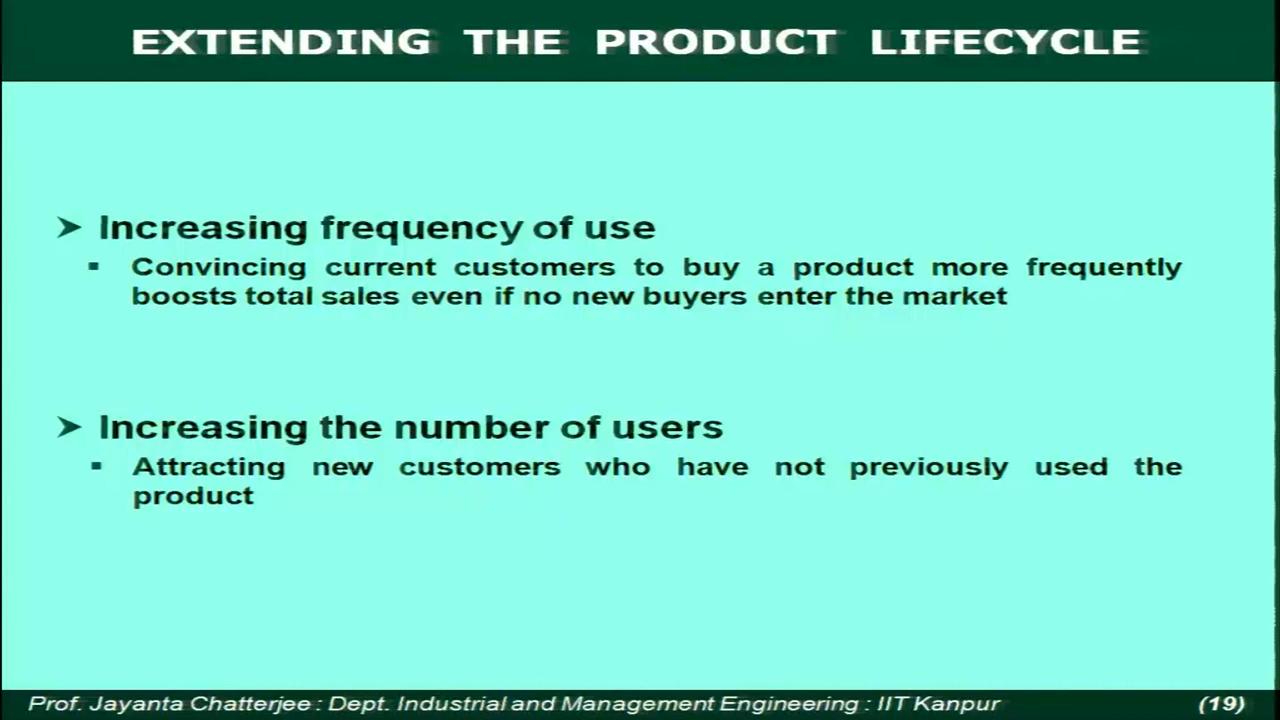 EXTENDING THE PRODUCT LIFECYCLE
Increasing frequency of use
Convincing current customers to buy a product more frequently
boosts total sales even if no new buyers enter the market
Increasing the number of users
Attracting new customers who have not previously used the
product
Prof. Jayanta Chatterjee : Dept. Industrial and Management Engineering : IIT Kanpur (19)